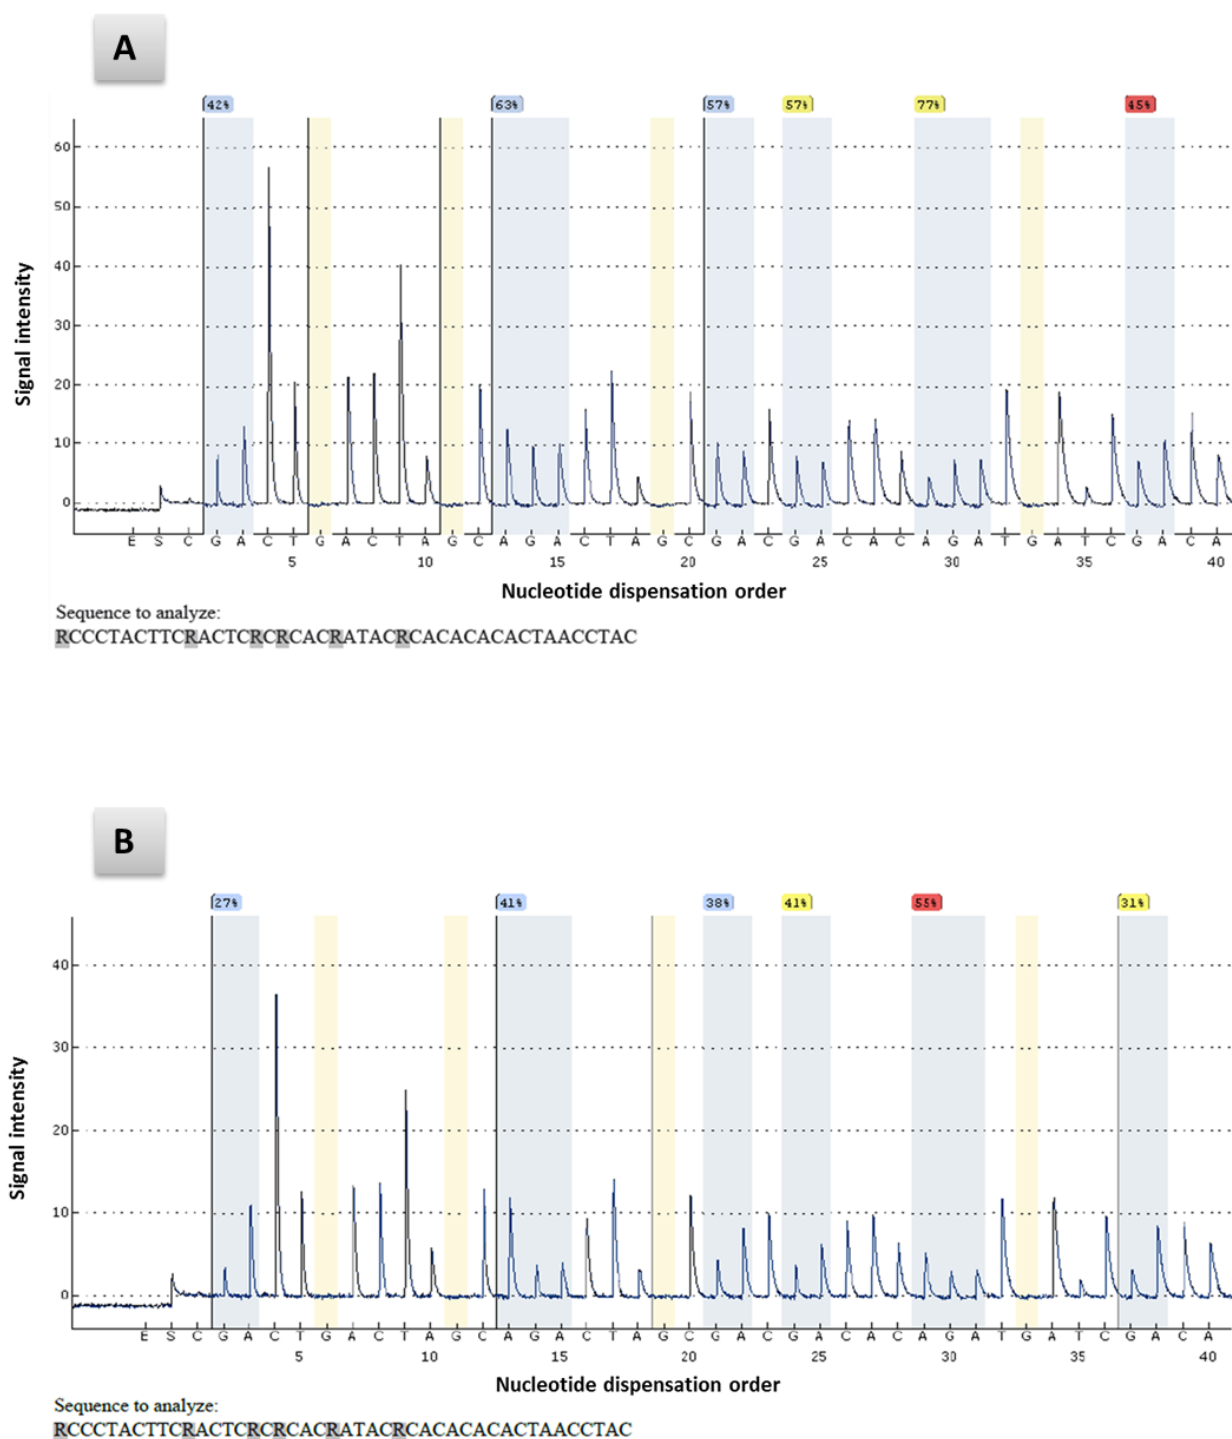 A
42% 63% 57% 57% 77% 45%
60
50
40
30
20
10
0
Signal intensity
E S C G A C T G A C T A G C A G A C T A G C G A C G A C A C A G A T G A T C G A C A
5 10 15 20 25 30 35 40
Nucleotide dispensation order
Sequence to analyze:
RCCCTACTTCRACTCRCRCACRATACRCACACACACTAACCTAC
B
27% 41% 38% 41% 55% 31%
40
30
20
10
0
Signal intensity
E S C G A C T G A C T A G C A G A C T A G C G A C G A C A C A G A T G A T C G A C A
5 10 15 20 25 30 35 40
Nucleotide dispensation order
Sequence to analyze:
RCCCTACTTCRACTCRCRCACRATACRCACACACACTAACCTAC